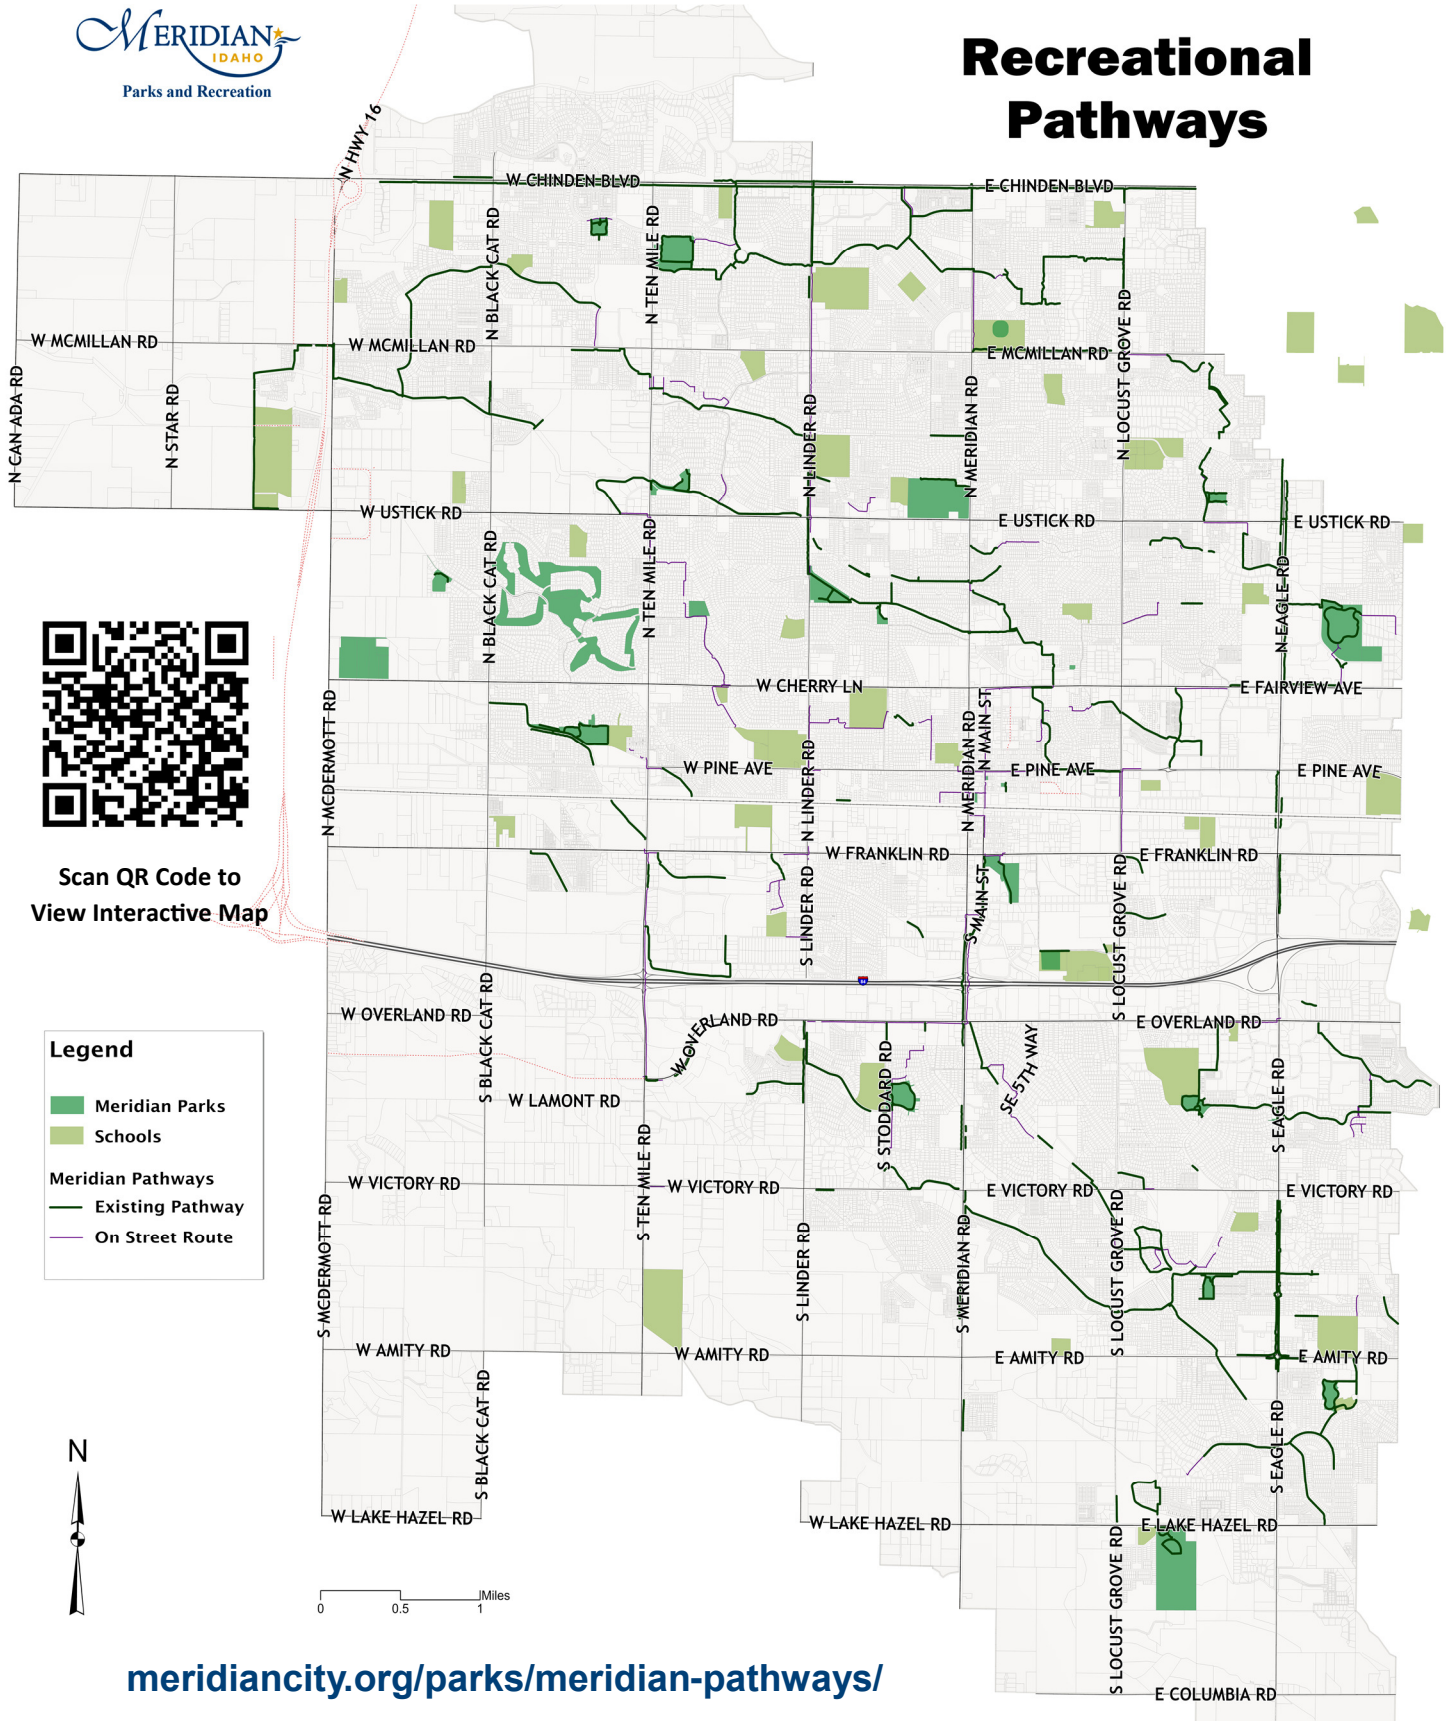 MERIDIAN
IDAHO
Parks and Recreation
Recreational
Pathways
N HWY 16
W CHINDEN BLVD
E CHINDEN BLVD
N BLACK CAT RD
N TEN MILE RD
N LOCUST GROVE RD
W MCMILLAN RD
W MCMILLAN RD
E MCMILLAN RD
N CAN ADA RD
N STAR RD
N LINDER RD
N MERIDIAN RD
W USTICK RD
E USTICK RD
E USTICK RD
N BLACK CAT RD
N TEN MILE RD
N EAGLE RD
W CHERRY LN
E FAIRVIEW AVE
N MCDERMOTT RD
N LINDER RD
N MERIDIAN RD
N MAIN ST
W PINE AVE
E PINE AVE
E PINE AVE
W FRANKLIN RD
E FRANKLIN RD
Scan QR Code to
View Interactive Map
S LINDER RD
S MAIN ST
S LOCUST GROVE RD
84
S BLACK CAT RD
W OVERLAND RD
W OVERLAND RD
E OVERLAND RD
S STODDARD RD
SE 5TH WAY
S EAGLE RD
W LAMONT RD
Legend
Meridian Parks
Schools
Meridian Pathways
Existing Pathway
On Street Route
S TEN MILE RD
W VICTORY RD
W VICTORY RD
E VICTORY RD
E VICTORY RD
S MCDERMOTT RD
S LINDER RD
S MERIDIAN RD
S LOCUST GROVE RD
W AMITY RD
W AMITY RD
E AMITY RD
E AMITY RD
S BLACK CAT RD
S EAGLE RD
N
W LAKE HAZEL RD
W LAKE HAZEL RD
E LAKE HAZEL RD
S LOCUST GROVE RD
Miles
0 0.5 1
meridiancity.org/parks/meridian-pathways/
E COLUMBIA RD